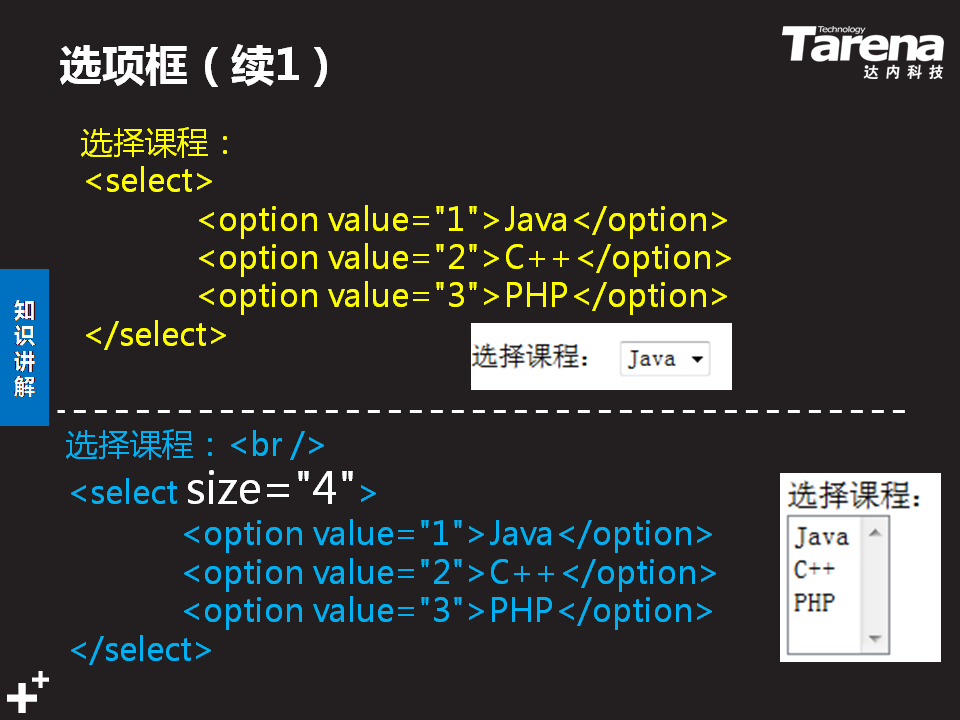 选项框（续1）
Technology
Tarena
达内科技
选择课程：
<select>
<option value="1">Java</option>
<option value="2">C++</option>
<option value="3">PHP</option>
</select>
选择课程： Java
知识讲解
选择课程：<br />
<select size="4">
<option value="1">Java</option>
<option value="2">C++</option>
<option value="3">PHP</option>
</select>
选择课程：
Java
C++
PHP